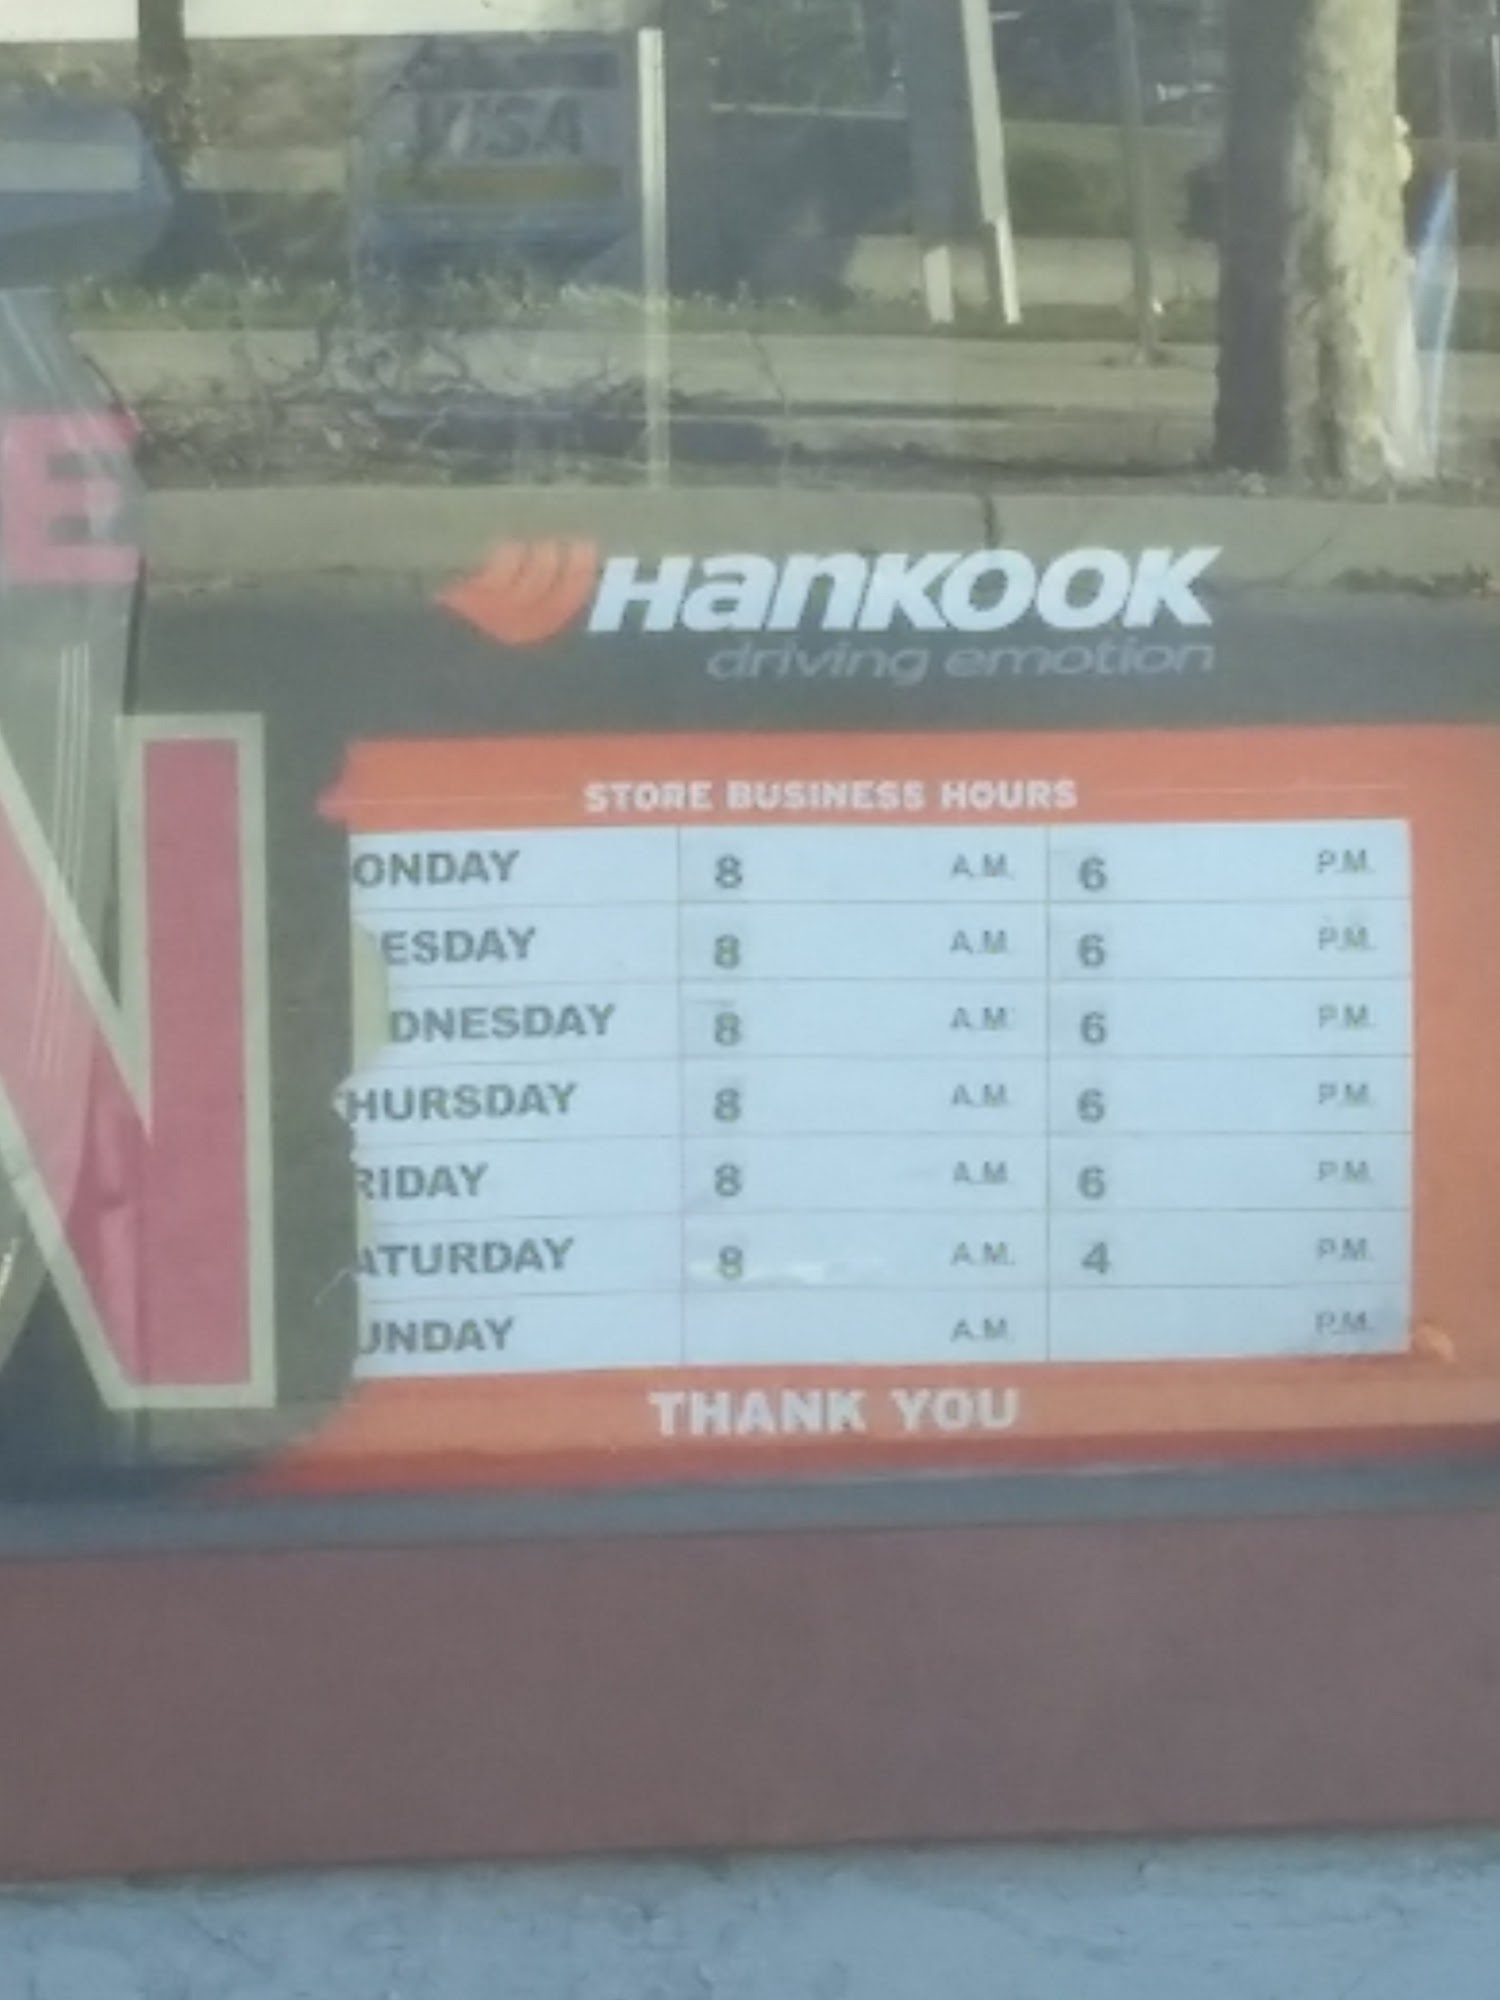 VISA
E
N
HANKOOK
driving emotion
STORE BUSINESS HOURS
ONDAY 8 A.M. 6 P.M.
ESDAY 8 A.M. 6 P.M.
DNESDAY 8 A.M. 6 P.M.
HURSDAY 8 A.M. 6 P.M.
RIDAY 8 A.M. 6 P.M.
ATURDAY 8 A.M. 4 P.M.
UNDAY A.M. P.M.
THANK YOU